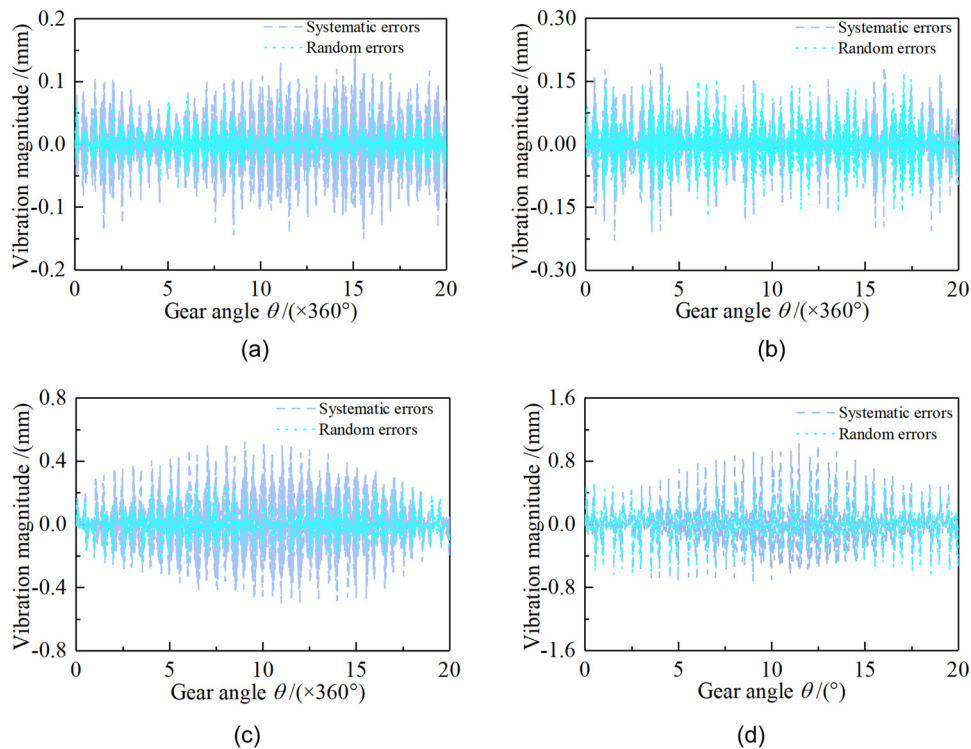 0.2
0.1
0.0
-0.1
-0.2
Vibration magnitude /(mm)
Systematic errors
Random errors
0 5 10 15 20
Gear angle θ/(×360°)
(a)
0.30
0.15
0.00
-0.15
-0.30
Vibration magnitude /(mm)
Systematic errors
Random errors
0 5 10 15 20
Gear angle θ/(×360°)
(b)
0.8
0.4
0.0
-0.4
-0.8
Vibration magnitude /(mm)
Systematic errors
Random errors
0 5 10 15 20
Gear angle θ/(×360°)
(c)
1.6
0.8
0.0
-0.8
-1.6
Vibration magnitude /(mm)
Systematic errors
Random errors
0 5 10 15 20
Gear angle θ/(°)
(d)